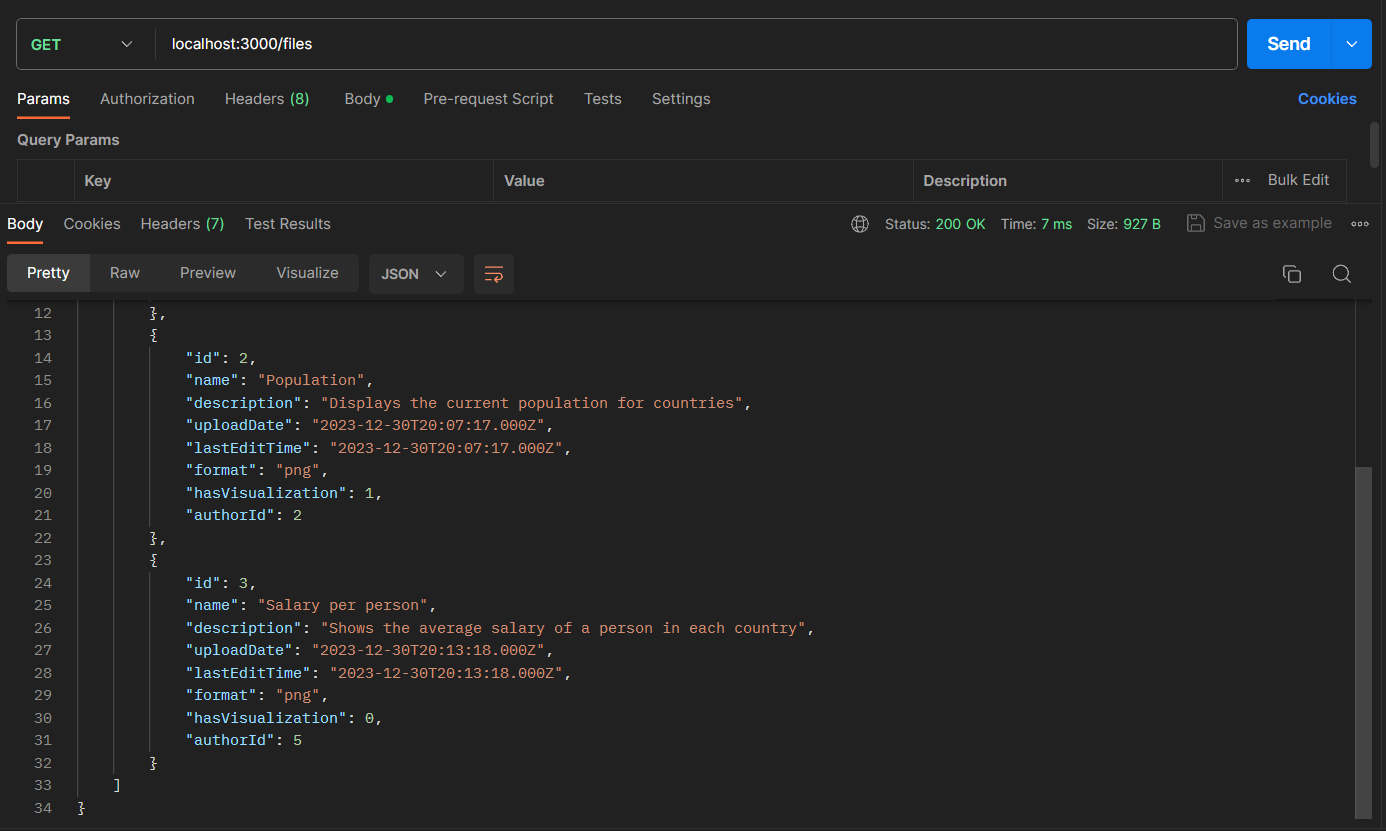 GET localhost:3000/files Send
Params Authorization Headers (8) Body Pre-request Script Tests Settings Cookies
Query Params
Key Value Description Bulk Edit
Body Cookies Headers (7) Test Results Status: 200 OK Time: 7 ms Size: 927 B Save as example
Pretty Raw Preview Visualize JSON
12 },
13 {
14 "id": 2,
15 "name": "Population",
16 "description": "Displays the current population for countries",
17 "uploadDate": "2023-12-30T20:07:17.000Z",
18 "lastEditTime": "2023-12-30T20:07:17.000Z",
19 "format": "png",
20 "hasVisualization": 1,
21 "authorId": 2
22 },
23 {
24 "id": 3,
25 "name": "Salary per person",
26 "description": "Shows the average salary of a person in each country",
27 "uploadDate": "2023-12-30T20:13:18.000Z",
28 "lastEditTime": "2023-12-30T20:13:18.000Z",
29 "format": "png",
30 "hasVisualization": 0,
31 "authorId": 5
32 }
33 ]
34 }